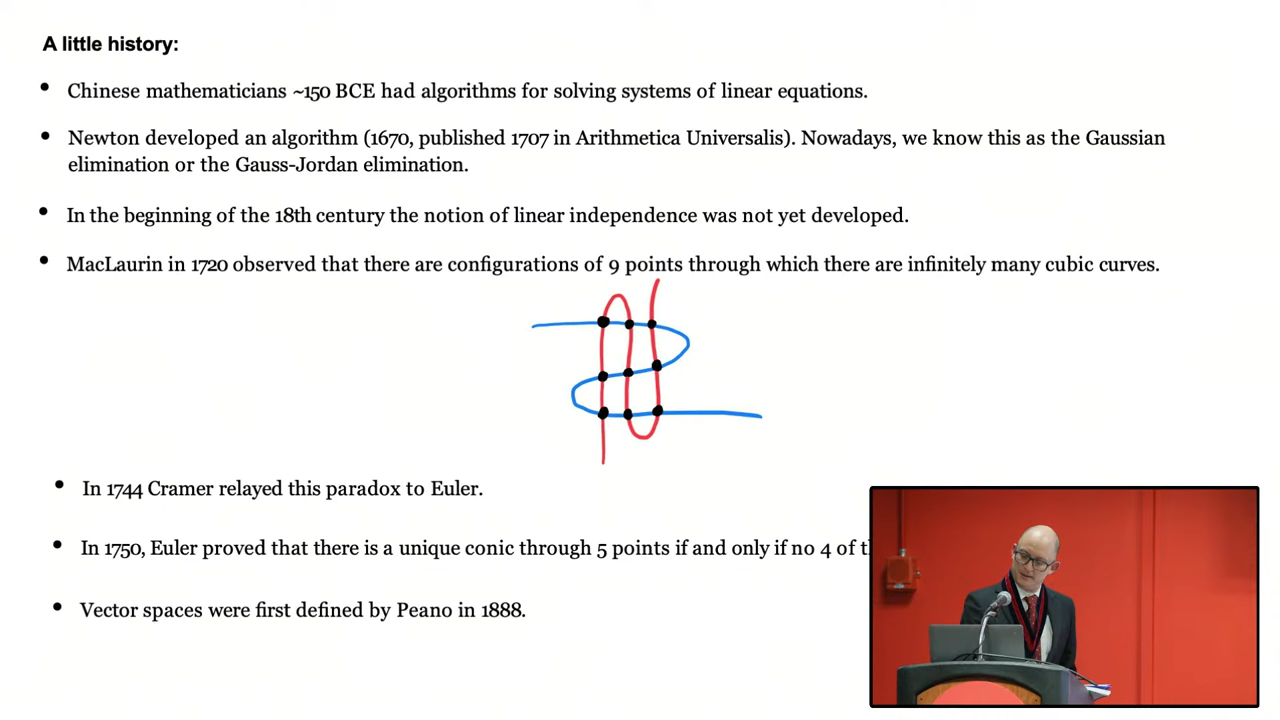 A little history:
• Chinese mathematicians ~150 BCE had algorithms for solving systems of linear equations.
• Newton developed an algorithm (1670, published 1707 in Arithmetica Universalis). Nowadays, we know this as the Gaussian
elimination or the Gauss-Jordan elimination.
• In the beginning of the 18th century the notion of linear independence was not yet developed.
• MacLaurin in 1720 observed that there are configurations of 9 points through which there are infinitely many cubic curves.
• In 1744 Cramer relayed this paradox to Euler.
• In 1750, Euler proved that there is a unique conic through 5 points if and only if no 4 of
• Vector spaces were first defined by Peano in 1888.